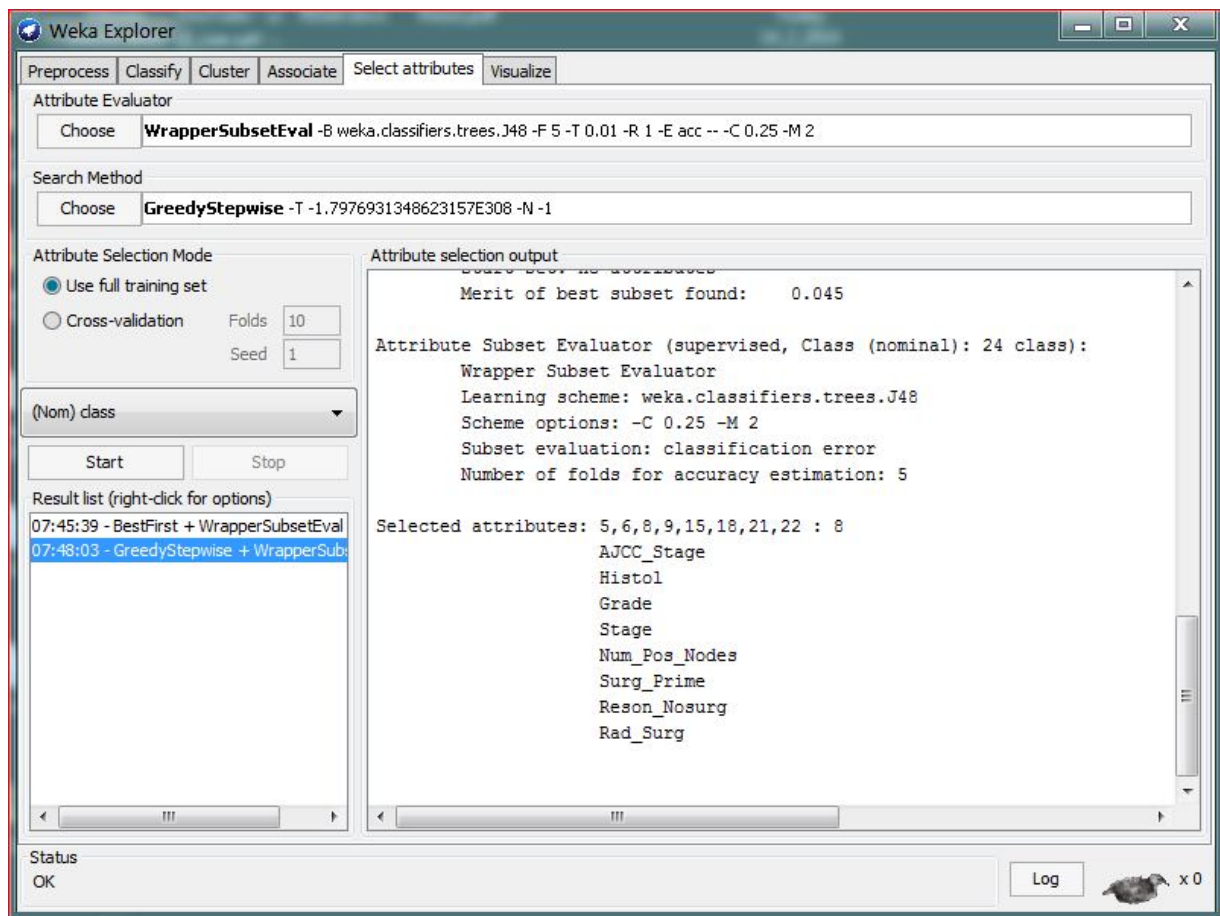 Weka Explorer
Preprocess Classify Cluster Associate Select attributes Visualize
Attribute Evaluator
Choose WrapperSubsetEval -B weka.classifiers.trees.J48 -F 5 -T 0.01 -R 1 -E acc -- -C 0.25 -M 2
Search Method
Choose GreedyStepwise -T -1.7976931348623157E308 -N -1
Attribute Selection Mode
Use full training set
Cross-validation Folds 10
Seed 1
(Nom) class
Start Stop
Result list (right-click for options)
07:45:39 - BestFirst + WrapperSubsetEval
07:48:03 - GreedyStepwise + WrapperSub
Attribute selection output
Merit of best subset found: 0.045
Attribute Subset Evaluator (supervised, Class (nominal): 24 class):
Wrapper Subset Evaluator
Learning scheme: weka.classifiers.trees.J48
Scheme options: -C 0.25 -M 2
Subset evaluation: classification error
Number of folds for accuracy estimation: 5
Selected attributes: 5,6,8,9,15,18,21,22 : 8
AJCC_Stage
Histol
Grade
Stage
Num_Pos_Nodes
Surg_Prime
Reson_Nosurg
Rad_Surg
Status
OK
Log x 0